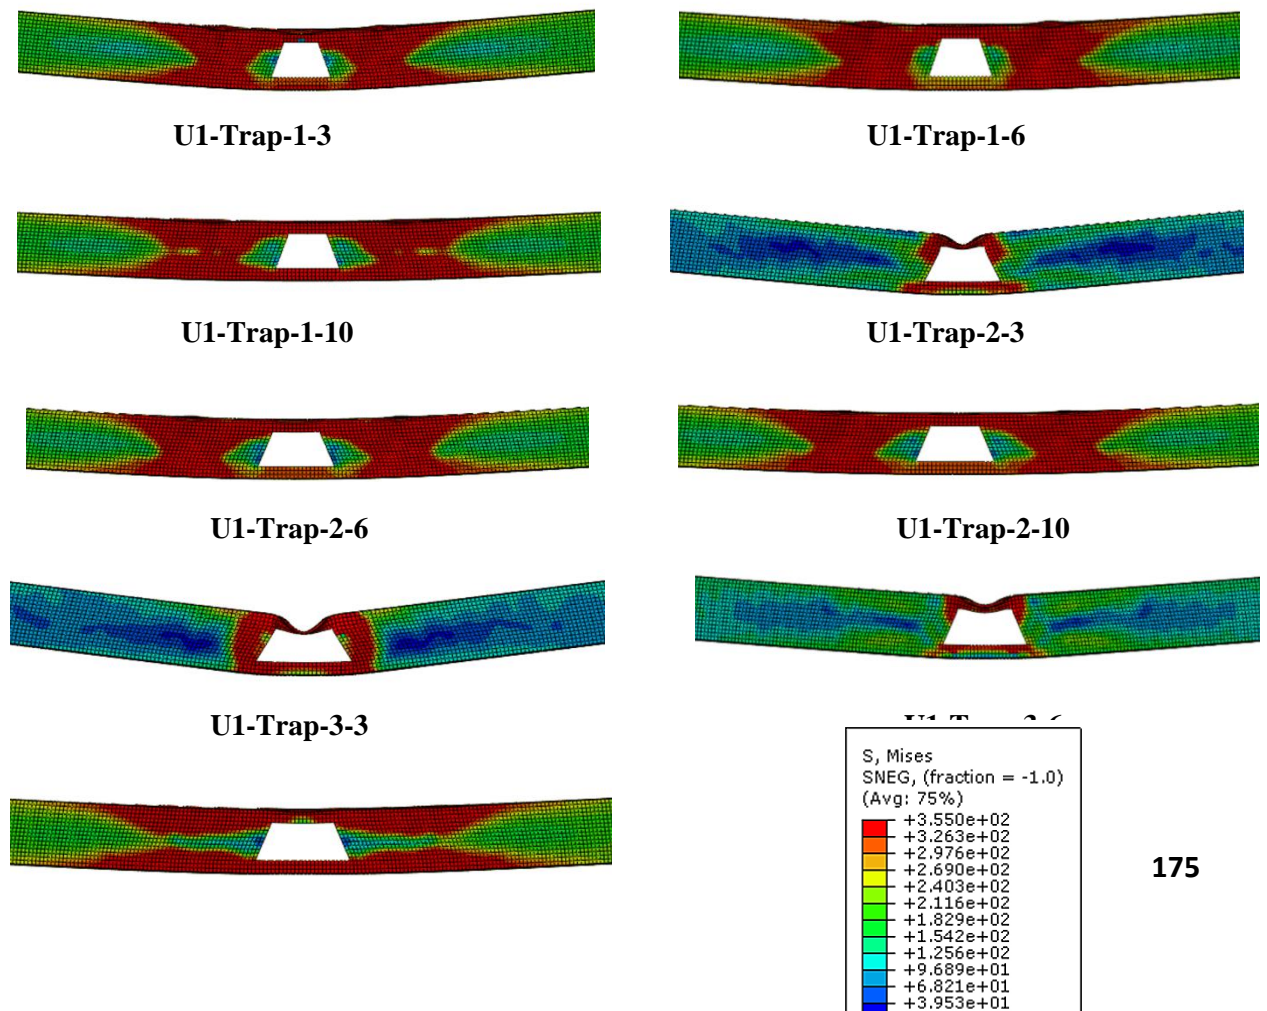 U1-Trap-1-3
U1-Trap-1-6
U1-Trap-1-10
U1-Trap-2-3
U1-Trap-2-6
U1-Trap-2-10
U1-Trap-3-3
S, Mises
SNEG, (fraction = -1.0)
(Avg: 75%)
+3.550e+02
+3.263e+02
+2.976e+02
+2.690e+02
+2.403e+02
+2.116e+02
+1.829e+02
+1.542e+02
+1.256e+02
+9.689e+01
+6.821e+01
+3.953e+01
175